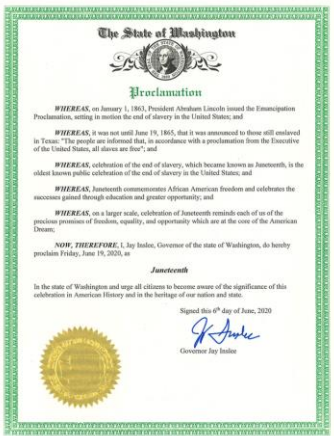 The State of Washington
Proclamation
WHEREAS, on January 1, 1863, President Abraham Lincoln issued the Emancipation
Proclamation, setting in motion the end of slavery in the United States; and
WHEREAS, it was not until June 19, 1865, that it was announced to those still enslaved
in Texas: "The people are informed that, in accordance with a proclamation from the Executive
of the United States, all slaves are free"; and
WHEREAS, celebration of the end of slavery, which became known as Juneteenth, is the
oldest known public celebration of the end of slavery in the United States; and
WHEREAS, Juneteenth commemorates African American freedom and celebrates the
successes gained through education and greater opportunity; and
WHEREAS, on a larger scale, celebration of Juneteenth reminds each of us of the
precious promises of freedom, equality, and opportunity which are at the core of the American
Dream;
NOW, THEREFORE, I, Jay Inslee, Governor of the state of Washington, do hereby
proclaim Friday, June 19, 2020, as
Juneteenth
In the state of Washington and urge all citizens to become aware of the significance of this
celebration in American History and in the heritage of our nation and state.
Signed this 6th day of June, 2020
Jay Inslee
Governor Jay Inslee